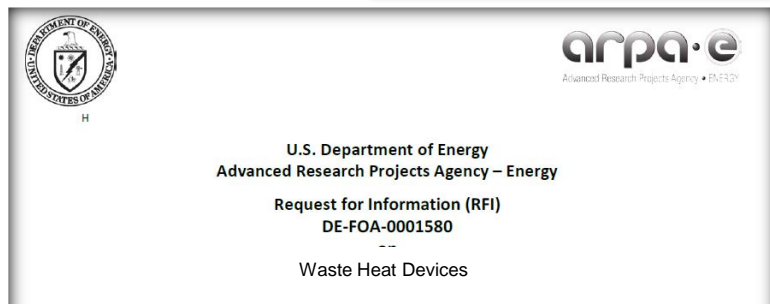 DEPARTMENT OF ENERGY
UNITED STATES OF AMERICA
arpa·e
Advanced Research Projects Agency • ENERGY
H
U.S. Department of Energy
Advanced Research Projects Agency – Energy
Request for Information (RFI)
DE-FOA-0001580
Waste Heat Devices